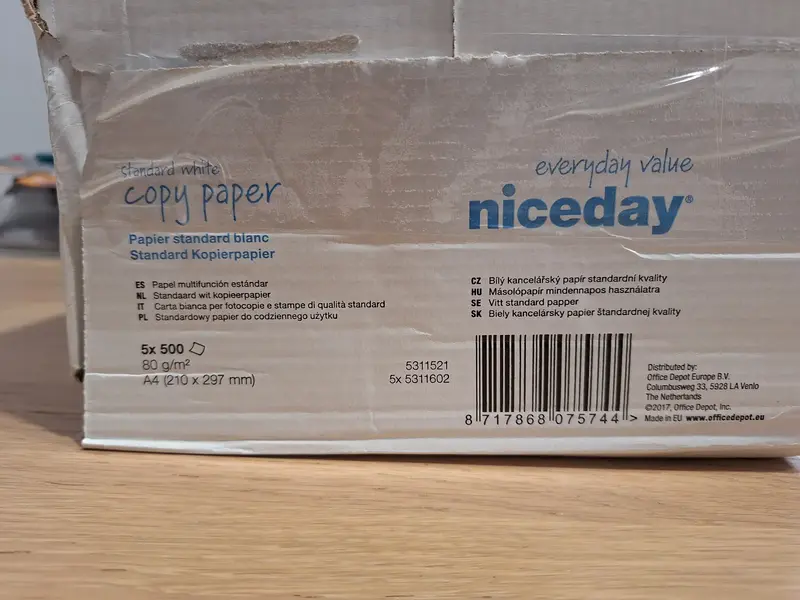 standard white
copy paper
Papier standard blanc
Standard Kopierpapier
ES Papel multifunción estándar
NL Standaard wit kopieerpapier
IT Carta bianca per fotocopie e stampe di qualità standard
PL Standardowy papier do codziennego użytku
5x 500
80 g/m²
A4 (210 x 297 mm)
everyday value
niceday®
CZ Bílý kancelářský papír standardní kvality
HU Másolópapír mindennapos használatra
SE Vitt standard papper
SK Biely kancelársky papier štandardnej kvality
5311521
5x 5311602
8 717868 075744 >
Distributed by:
Office Depot Europe B.V.
Columbusweg 33, 5928 LA Venlo
The Netherlands
©2017, Office Depot, Inc.
Made in EU www.officedepot.eu